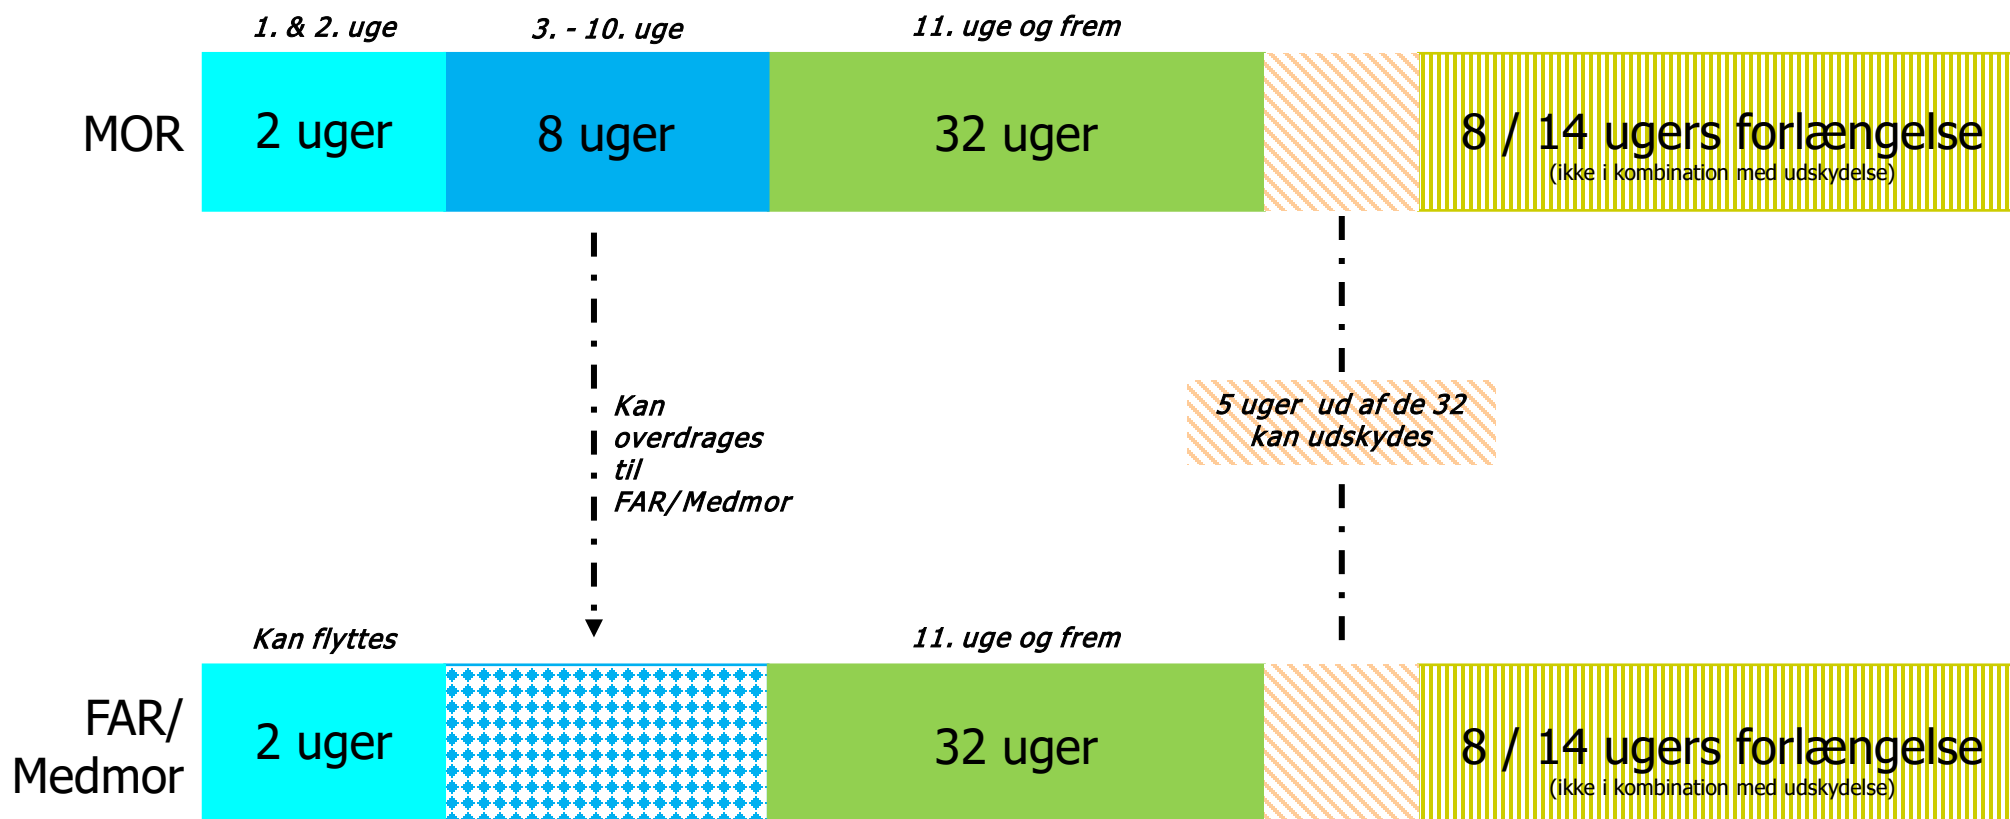 1. & 2. uge
3. - 10. uge
11. uge og frem
MOR
2 uger
8 uger
32 uger
8 / 14 ugers forlængelse
(ikke i kombination med udskydelse)
Kan
overdrages
til
FAR/Medmor
5 uger ud af de 32
kan udskydes
Kan flyttes
11. uge og frem
FAR/
Medmor
2 uger
32 uger
8 / 14 ugers forlængelse
(ikke i kombination med udskydelse)